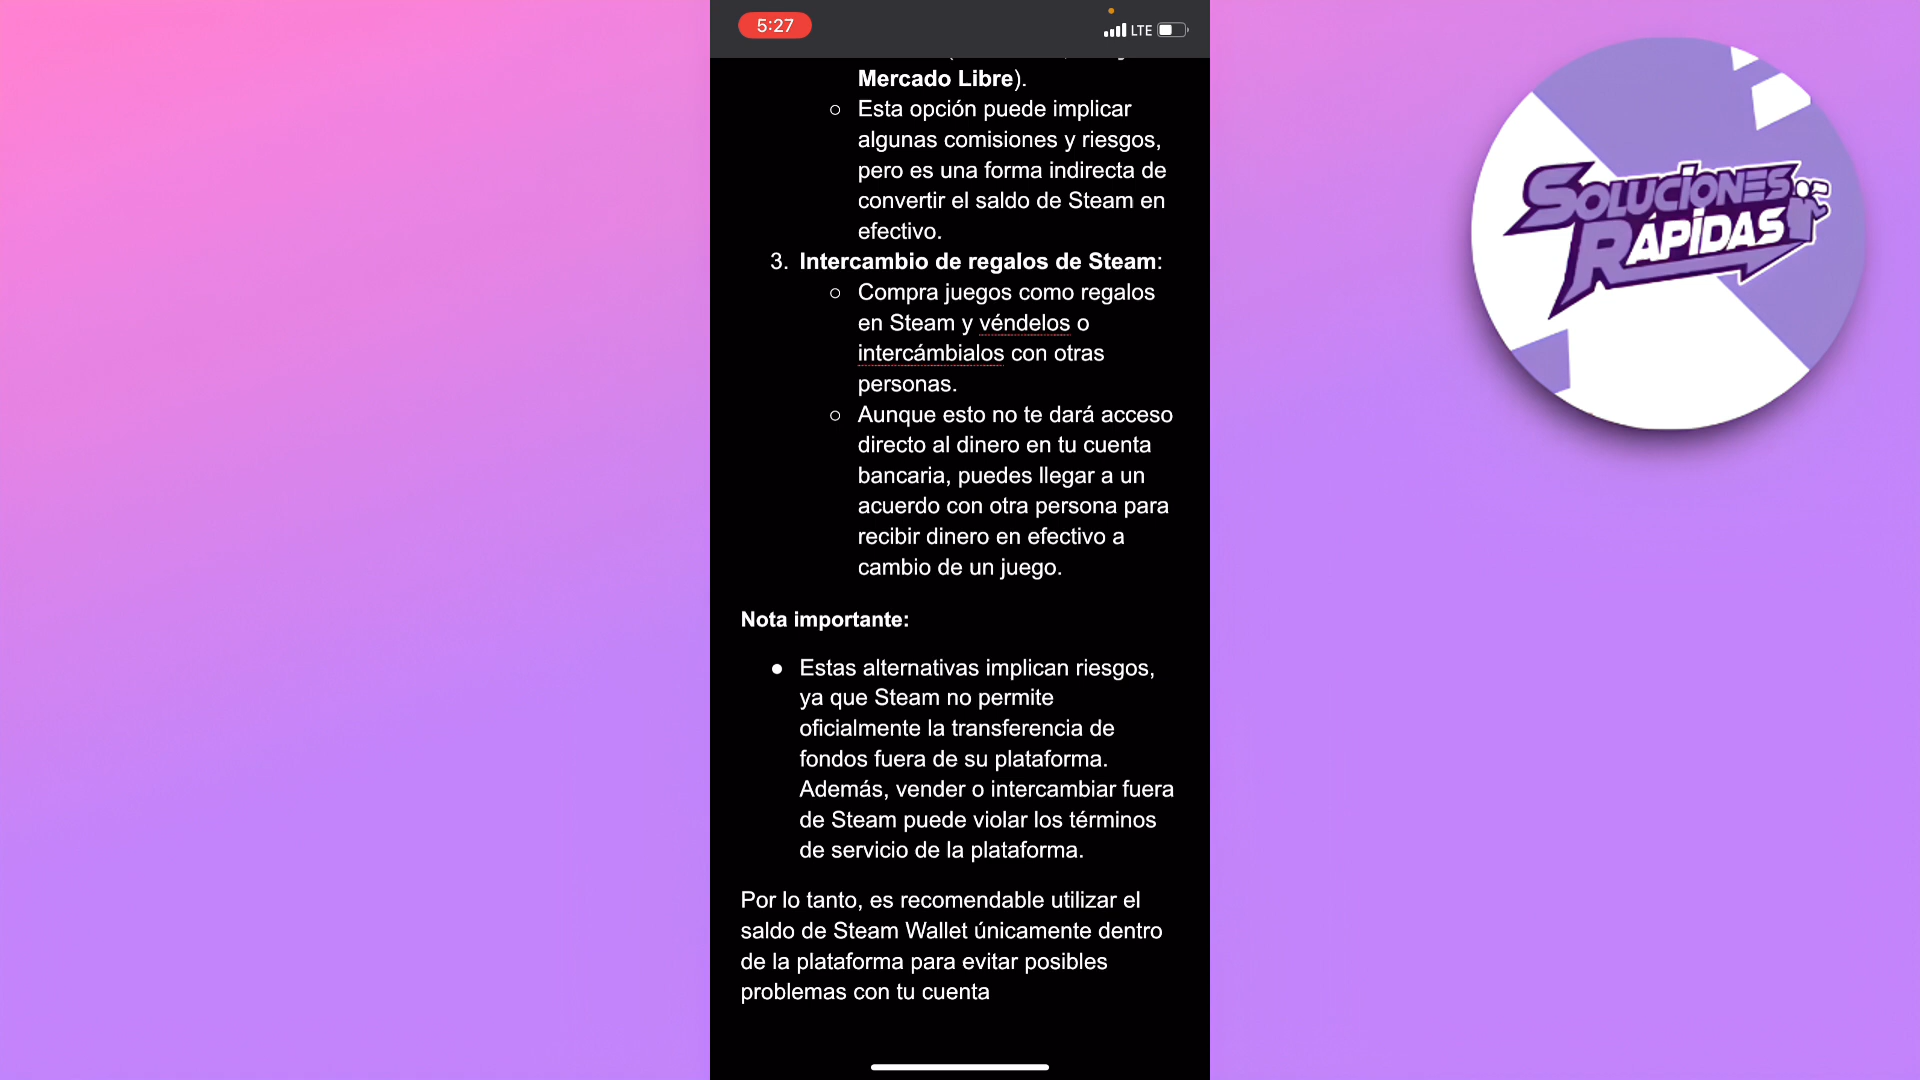 5:27
LTE
Mercado Libre).
○ Esta opción puede implicar
algunas comisiones y riesgos,
pero es una forma indirecta de
convertir el saldo de Steam en
efectivo.
3. Intercambio de regalos de Steam:
○ Compra juegos como regalos
en Steam y véndelos o
intercámbialos con otras
personas.
○ Aunque esto no te dará acceso
directo al dinero en tu cuenta
bancaria, puedes llegar a un
acuerdo con otra persona para
recibir dinero en efectivo a
cambio de un juego.
Nota importante:
● Estas alternativas implican riesgos,
ya que Steam no permite
oficialmente la transferencia de
fondos fuera de su plataforma.
Además, vender o intercambiar fuera
de Steam puede violar los términos
de servicio de la plataforma.
Por lo tanto, es recomendable utilizar el
saldo de Steam Wallet únicamente dentro
de la plataforma para evitar posibles
problemas con tu cuenta
SOLUCIONES
RÁPIDAS